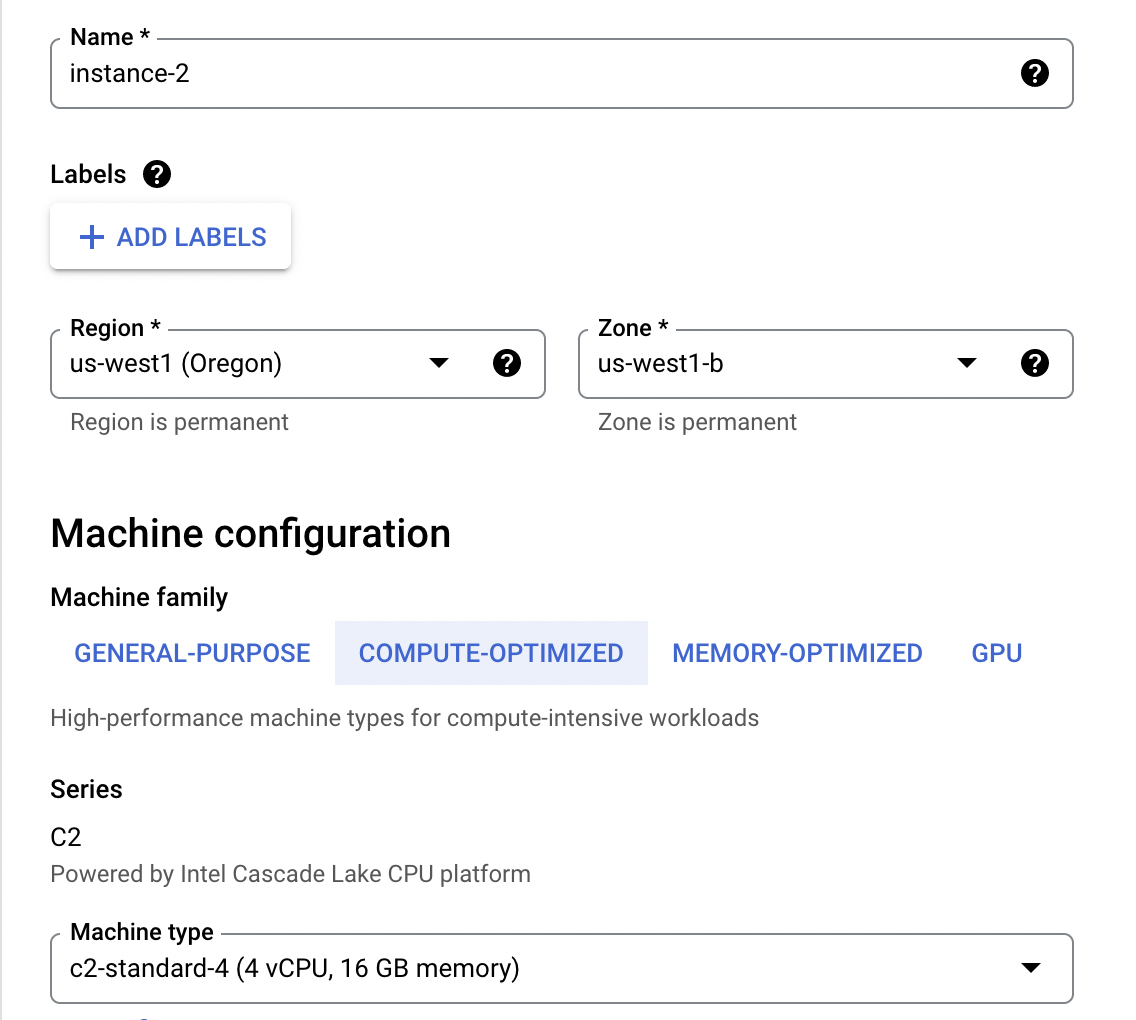 Name *
instance-2
Labels
ADD LABELS
Region *
us-west1 (Oregon)
Region is permanent
Zone *
us-west1-b
Zone is permanent
Machine configuration
Machine family
GENERAL-PURPOSE COMPUTE-OPTIMIZED MEMORY-OPTIMIZED GPU
High-performance machine types for compute-intensive workloads
Series
C2
Powered by Intel Cascade Lake CPU platform
Machine type
c2-standard-4 (4 vCPU, 16 GB memory)